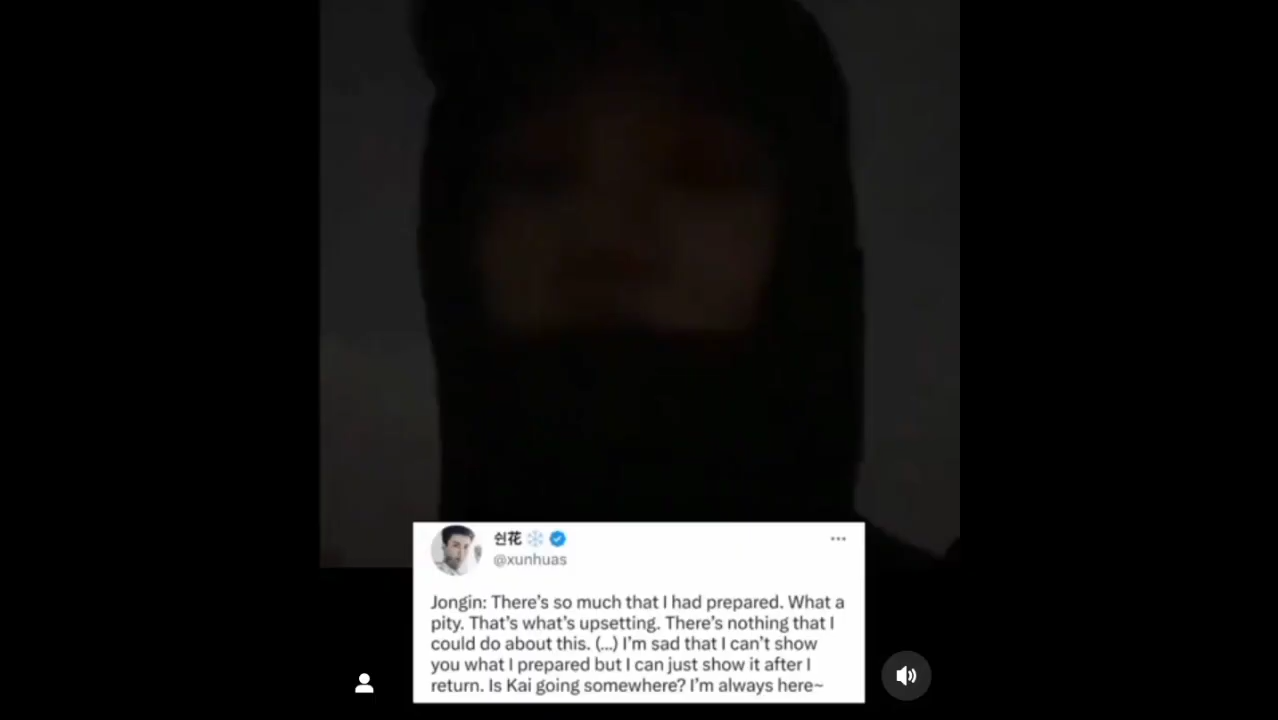 쉰花❄️
@xunhuas
Jongin: There's so much that I had prepared. What a
pity. That's what's upsetting. There's nothing that I
could do about this. (...) I'm sad that I can't show
you what I prepared but I can just show it after I
return. Is Kai going somewhere? I'm always here~